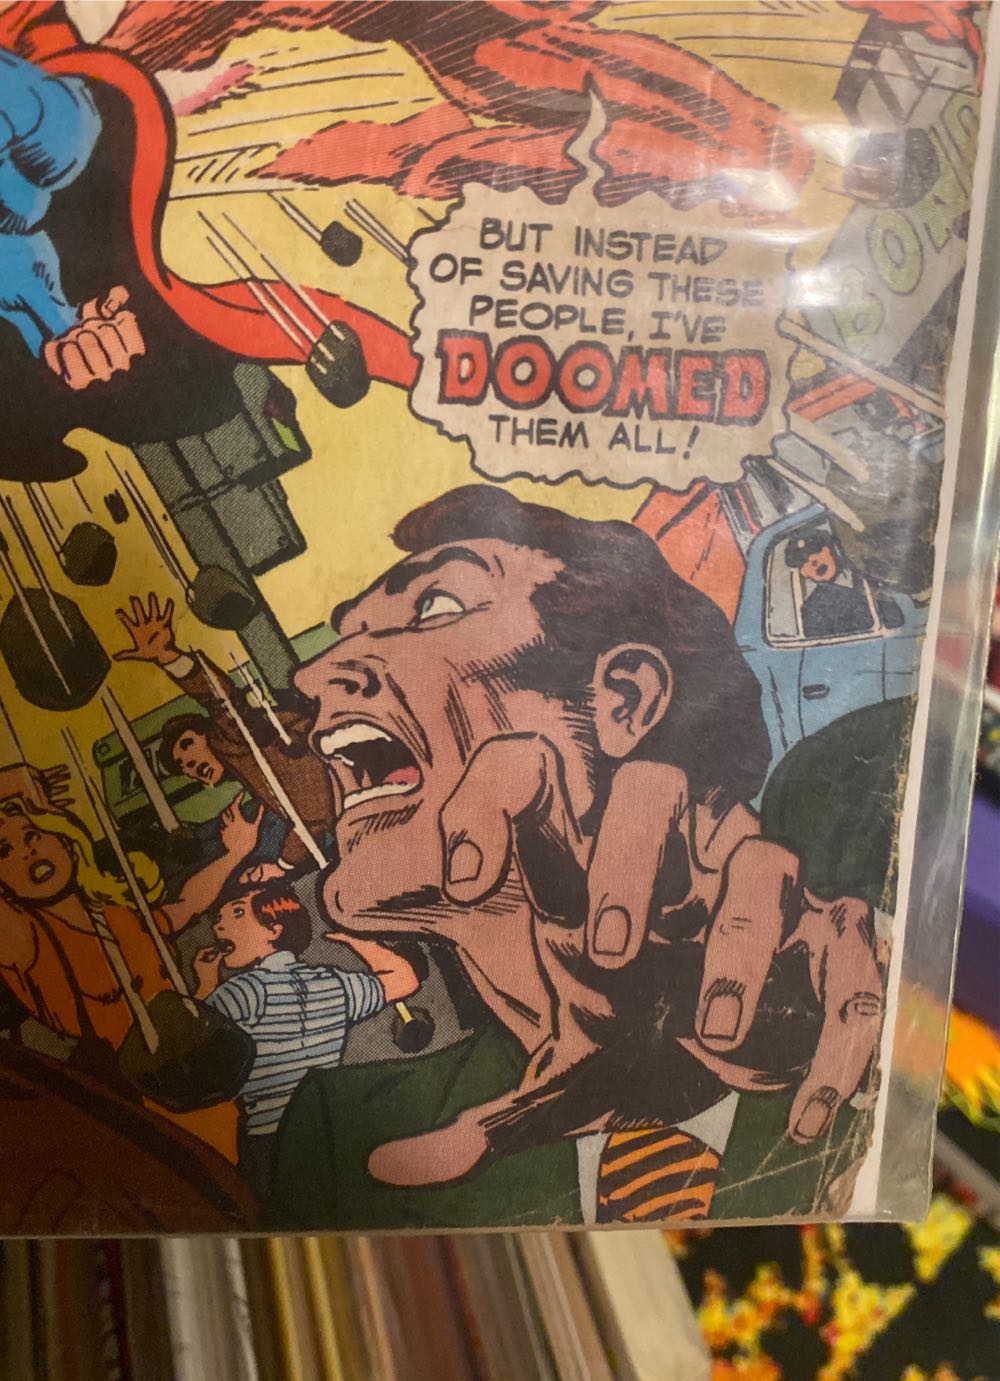 BUT INSTEAD
OF SAVING THESE
PEOPLE, I'VE
DOOMED
THEM ALL!